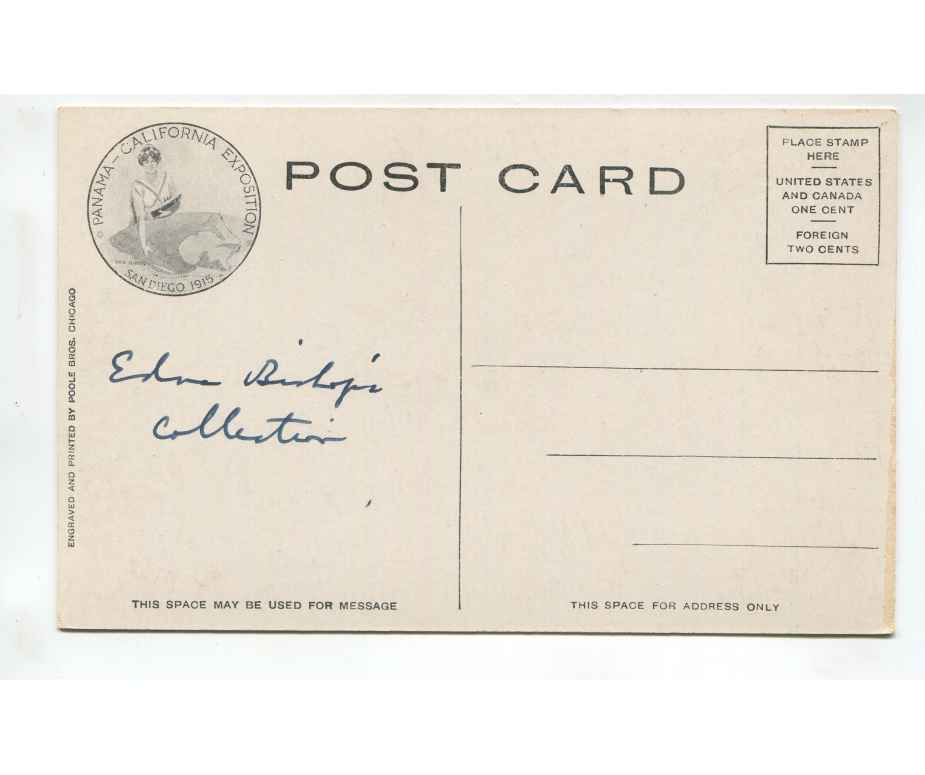 PANAMA-CALIFORNIA EXPOSITION
SAN DIEGO 1915
POST CARD
PLACE STAMP
HERE
UNITED STATES
AND CANADA
ONE CENT
FOREIGN
TWO CENTS
ENGRAVED AND PRINTED BY POOLE BROS. CHICAGO
Edna Bishop's
Collection
THIS SPACE MAY BE USED FOR MESSAGE
THIS SPACE FOR ADDRESS ONLY